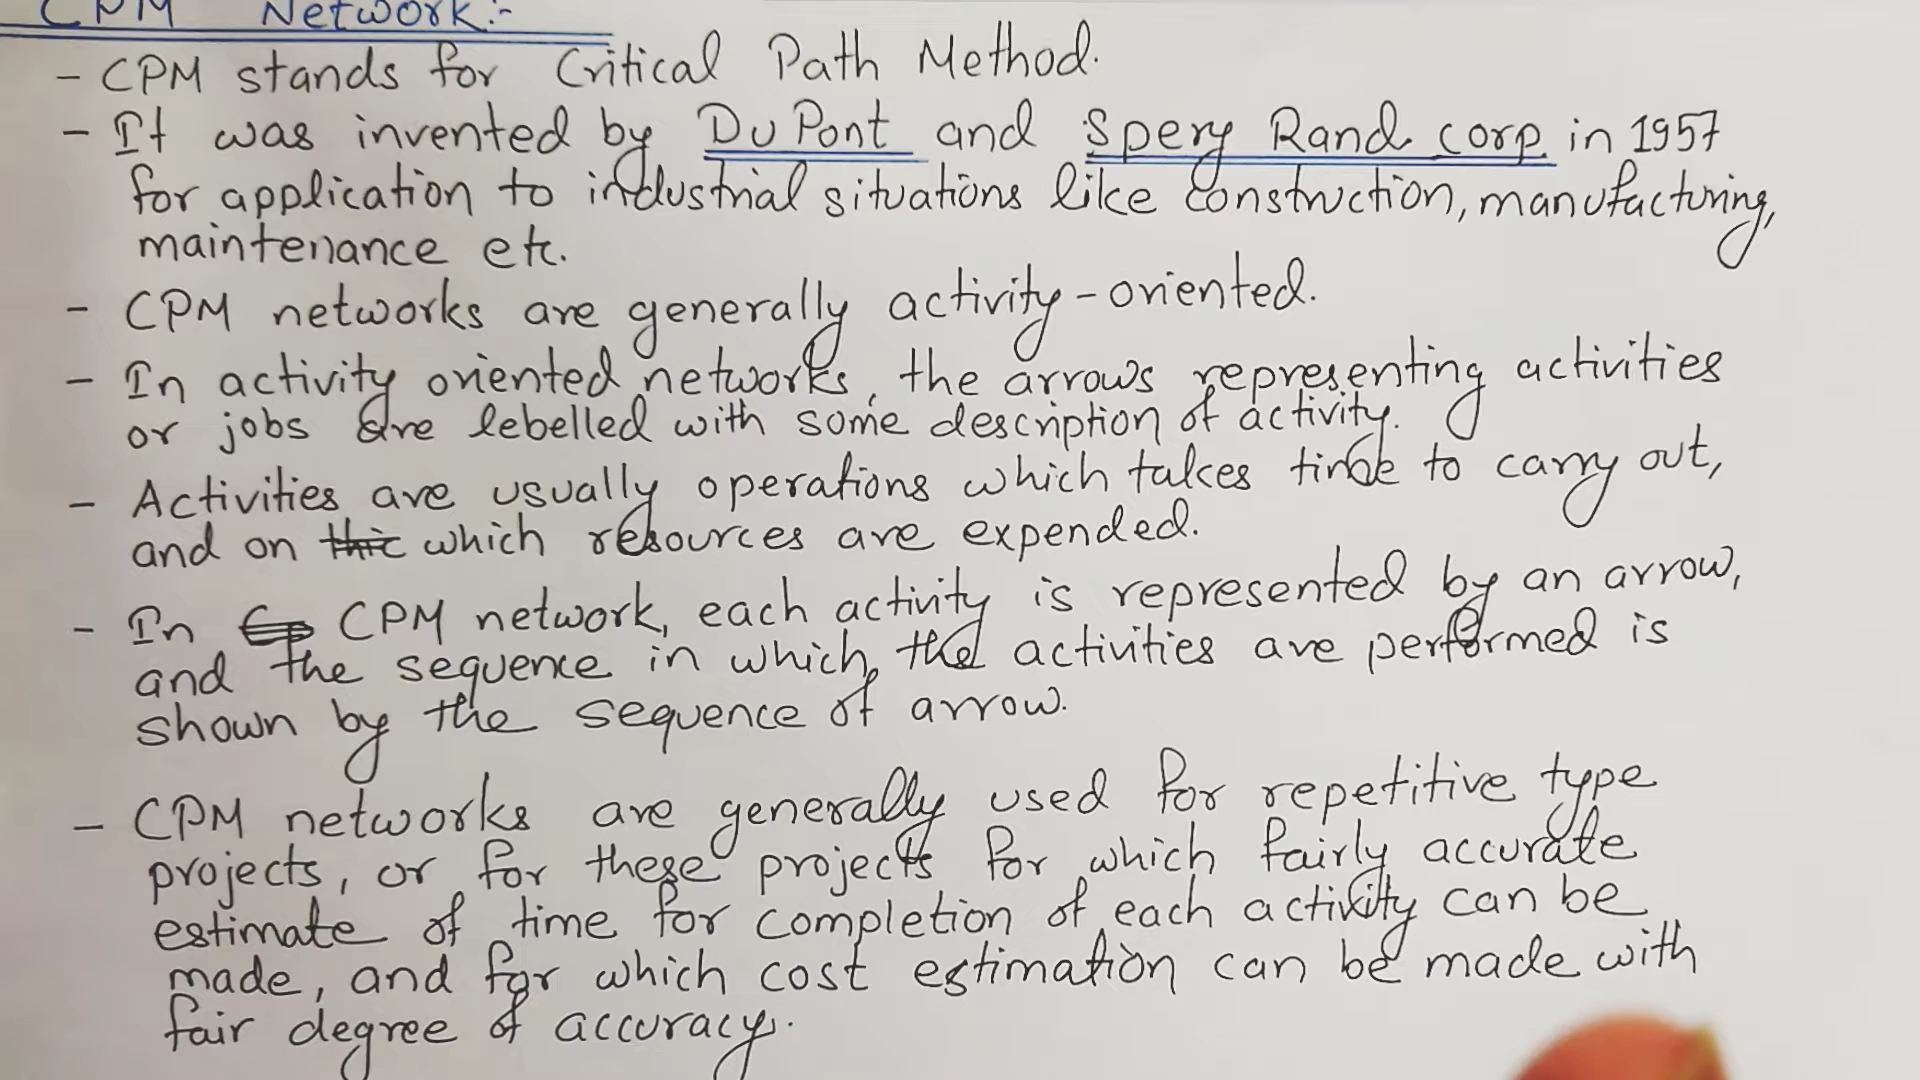 CPM Network:-
- CPM stands for Critical Path Method.
- It was invented by Du Pont and Spery Rand corp in 1957
for application to industrial situations like construction, manufacturing,
maintenance etc.
- CPM networks are generally activity-oriented.
- In activity oriented networks, the arrows representing activities
or jobs are lebelled with some description of activity.
- Activities are usually operations which takes time to carry out,
and on which resources are expended.
- In CPM network, each activity is represented by an arrow,
and the sequence in which the activities are performed is
shown by the sequence of arrow.
- CPM networks are generally used for repetitive type
projects, or for these projects for which fairly accurate
estimate of time for completion of each activity can be
made, and for which cost estimation can be made with
fair degree of accuracy.